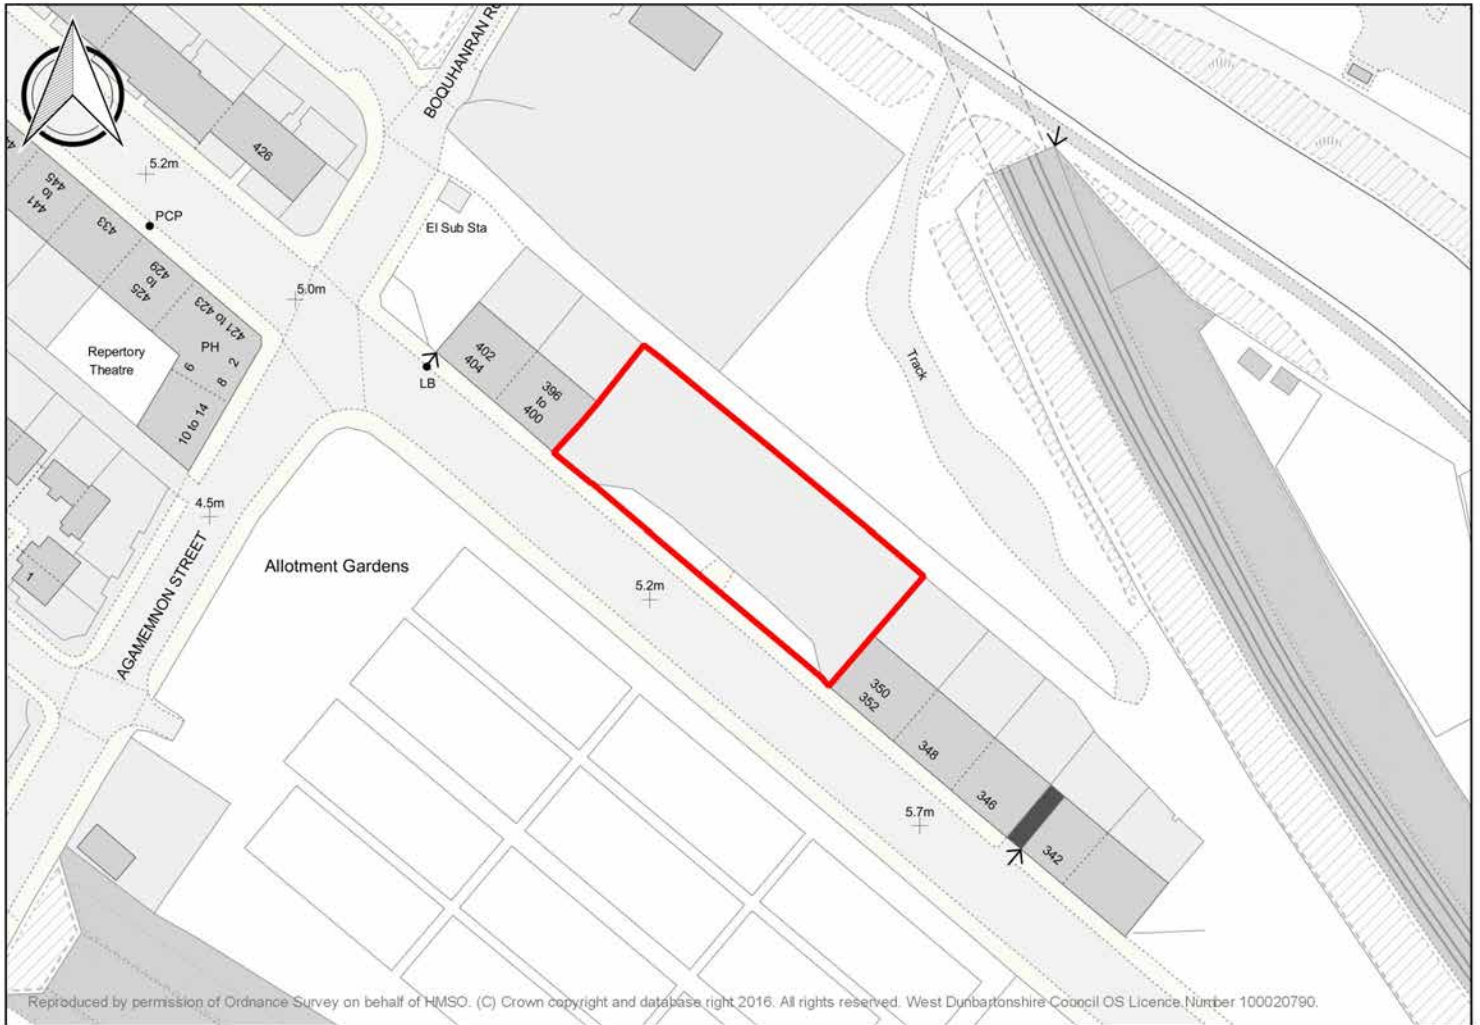 BOQUHANRAN
426
5.2m
PCP
445
to
441
433
429
to
425
421 to 423
PH
2
6
8
10 to 14
Repertory
Theatre
5.0m
El Sub Sta
402
404
LB
396
to
400
Track
4.5m
1
AGAMEMNON STREET
Allotment Gardens
5.2m
350
352
348
346
342
5.7m
Reproduced by permission of Ordnance Survey on behalf of HMSO. (C) Crown copyright and database right 2016. All rights reserved. West Dunbartonshire Council OS Licence Number 100020790.